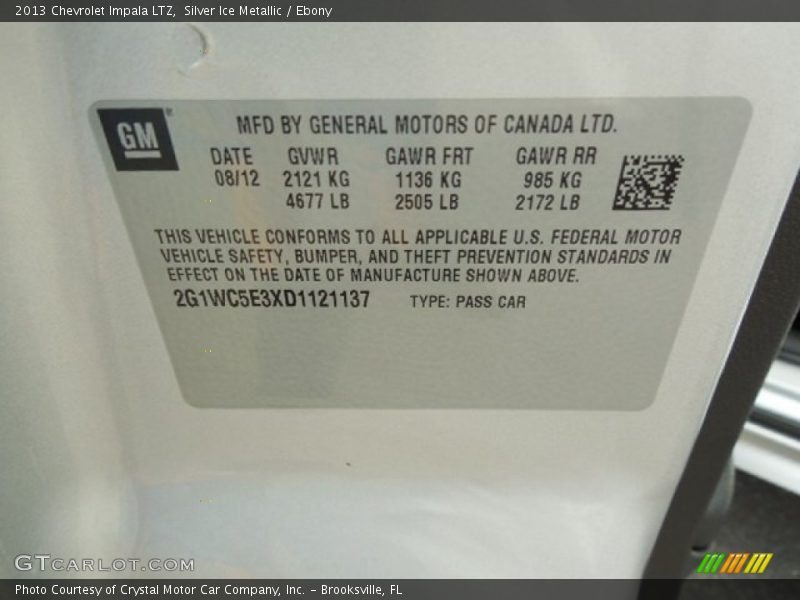 2013 Chevrolet Impala LTZ, Silver Ice Metallic / Ebony
GM
MFD BY GENERAL MOTORS OF CANADA LTD.
DATE GVWR GAWR FRT GAWR RR
08/12 2121 KG 1136 KG 985 KG
4677 LB 2505 LB 2172 LB
THIS VEHICLE CONFORMS TO ALL APPLICABLE U.S. FEDERAL MOTOR
VEHICLE SAFETY, BUMPER, AND THEFT PREVENTION STANDARDS IN
EFFECT ON THE DATE OF MANUFACTURE SHOWN ABOVE.
2G1WC5E3XD1121137 TYPE: PASS CAR
GTCARLOT.COM
Photo Courtesy of Crystal Motor Car Company, Inc. – Brooksville, FL